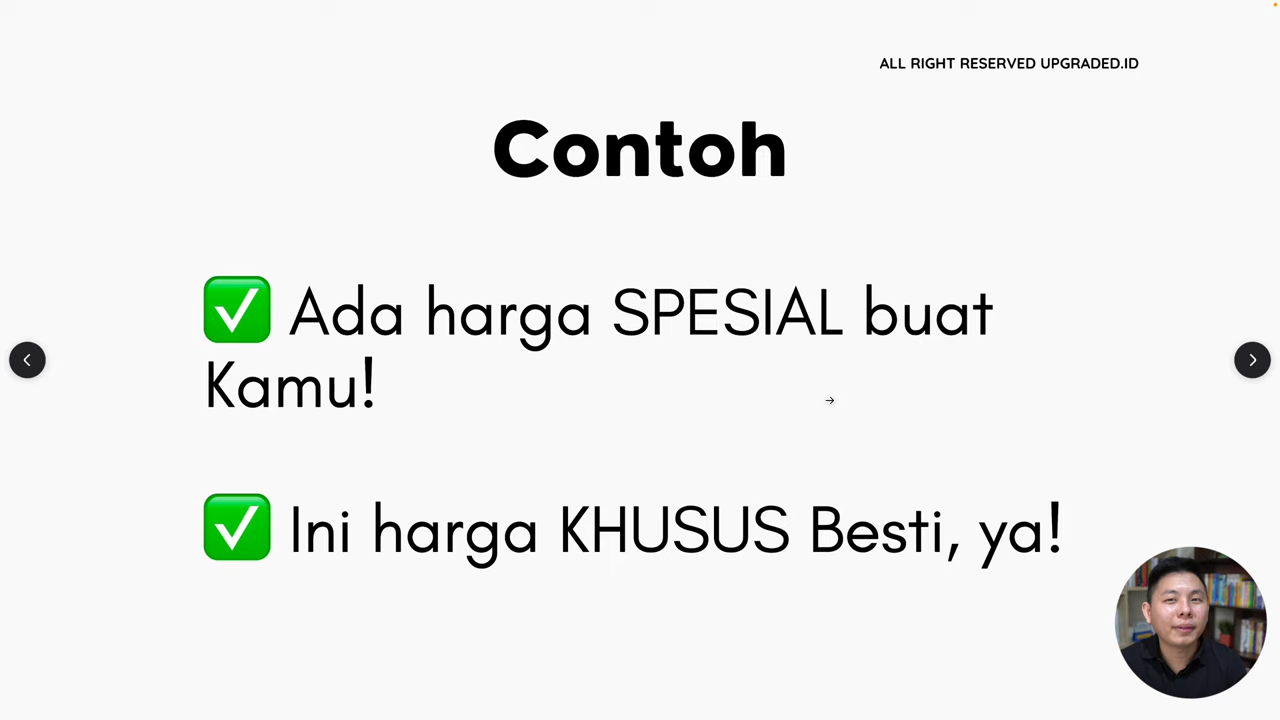 ALL RIGHT RESERVED UPGRADED.ID
Contoh
✅ Ada harga SPESIAL buat
Kamu!
✅ Ini harga KHUSUS Besti, ya!